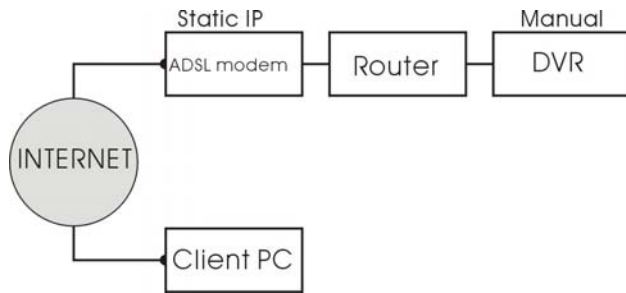 Static IP
Manual
ADSL modem
Router
DVR
INTERNET
Client PC